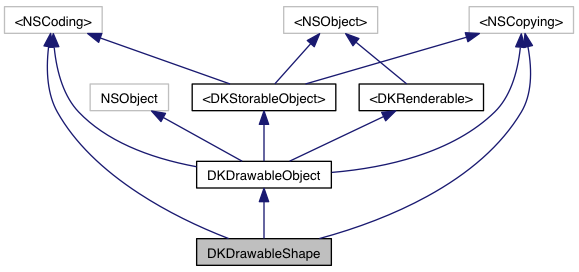 <NSCoding>
<NSObject>
<NSCopying>
NSObject
<DKStorableObject>
<DKRenderable>
DKDrawableObject
DKDrawableShape